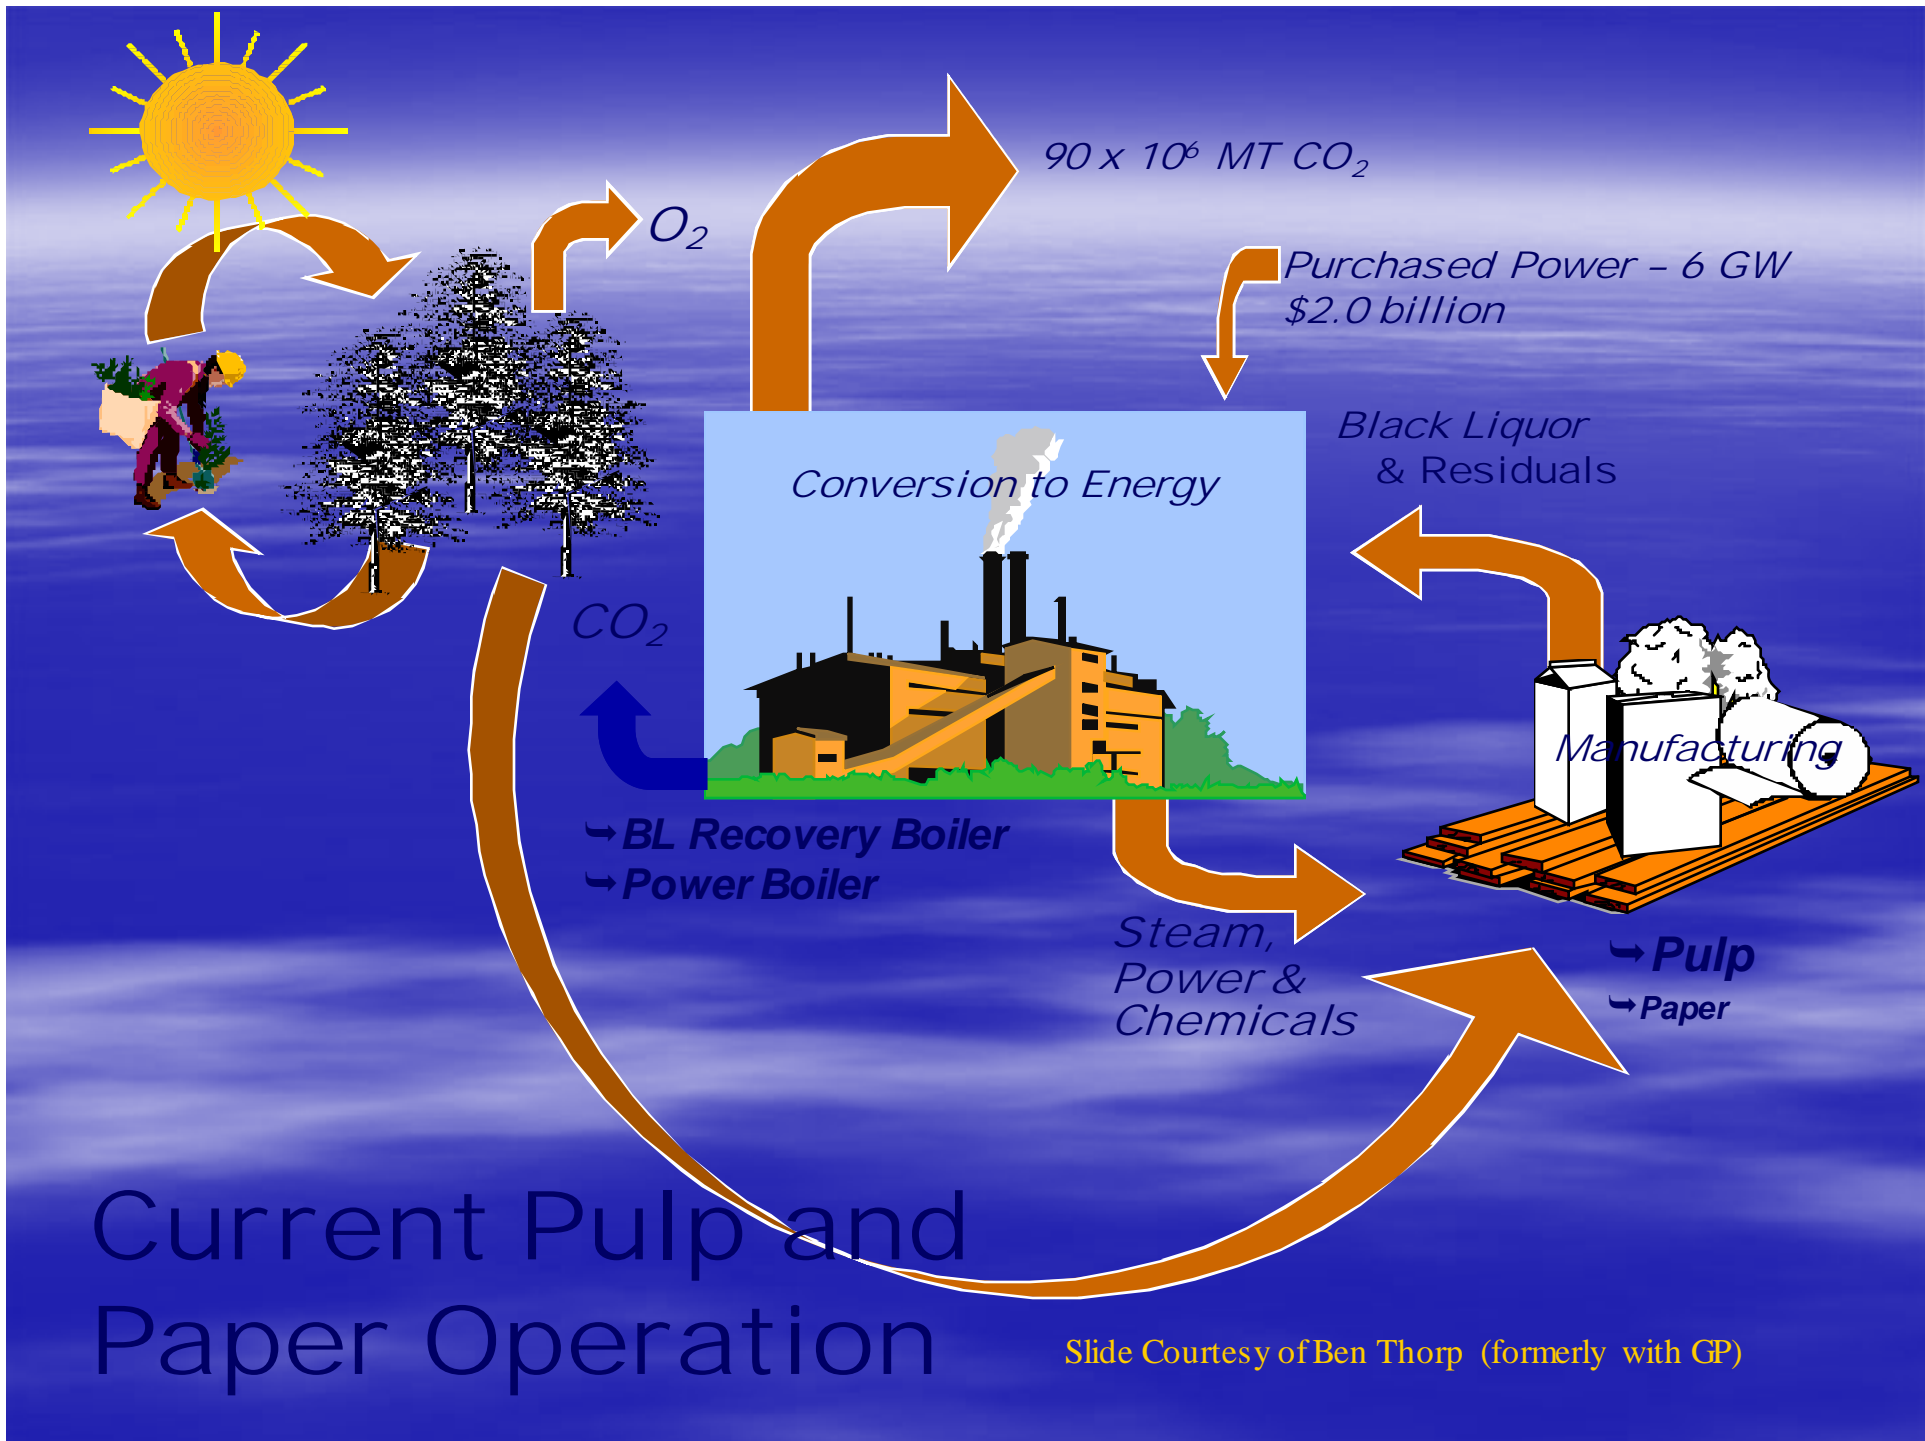 90 x 10⁶ MT CO₂
O₂
Purchased Power – 6 GW
$2.0 billion
Black Liquor
& Residuals
Conversion to Energy
CO₂
Manufacturing
➥BL Recovery Boiler
➥Power Boiler
Steam,
Power &
Chemicals
➥Pulp
➥Paper
Current Pulp and
Paper Operation
Slide Courtesy of Ben Thorp (formerly with GP)